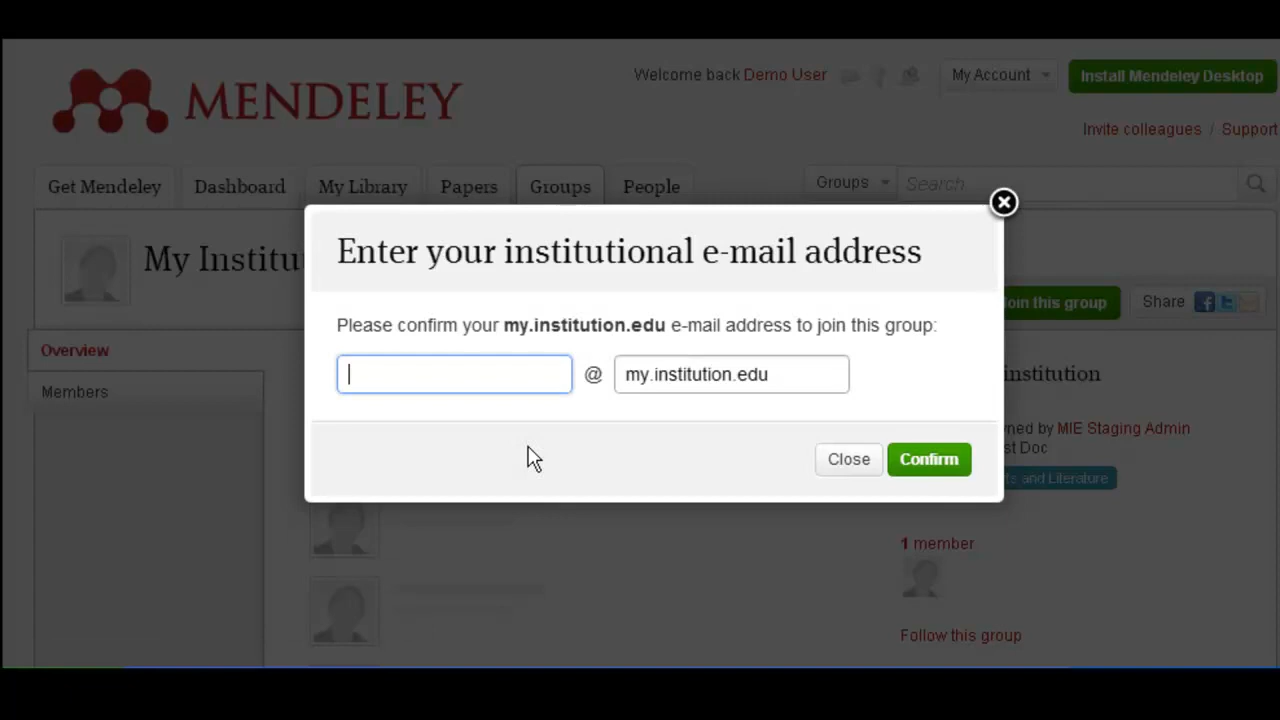 MENDELEY
Welcome back Demo User
My Account
Install Mendeley Desktop
Invite colleagues / Support
Get Mendeley
Dashboard
My Library
Papers
Groups
People
Groups
Search
My Institu
Enter your institutional e-mail address
Please confirm your my.institution.edu e-mail address to join this group:
@
my.institution.edu
Close
Confirm
oin this group
Share
Overview
Members
nstitution
ned by MIE Staging Admin
st Doc
ts and Literature
1 member
Follow this group